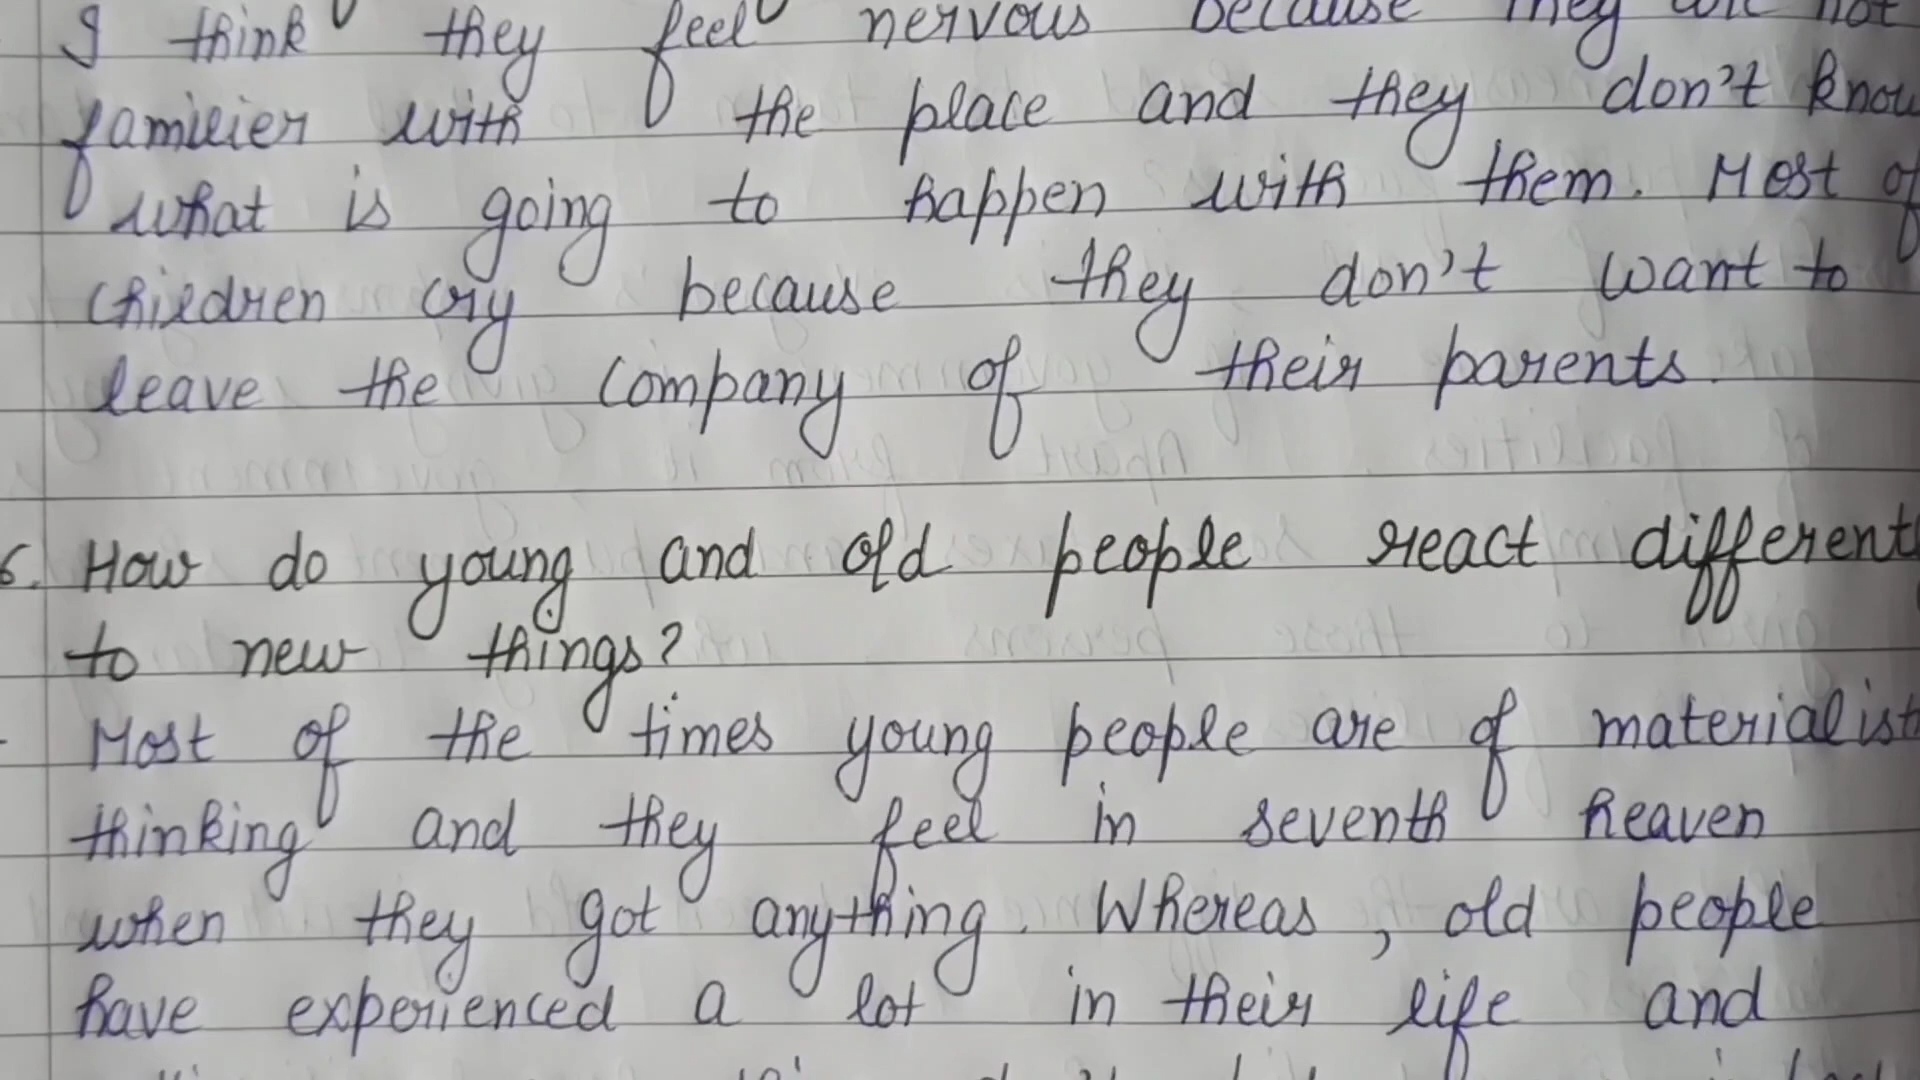 I think they feel nervous because they are not
familier with the place and they don't know
what is going to happen with them. Most of
children cry because they don't want to
leave the company of their parents.
6. How do young and old people react different
to new things?
- Most of the times young people are of materialist
thinking and they feel in seventh heaven
when they got anything. Whereas, old people
have experienced a lot in their life and